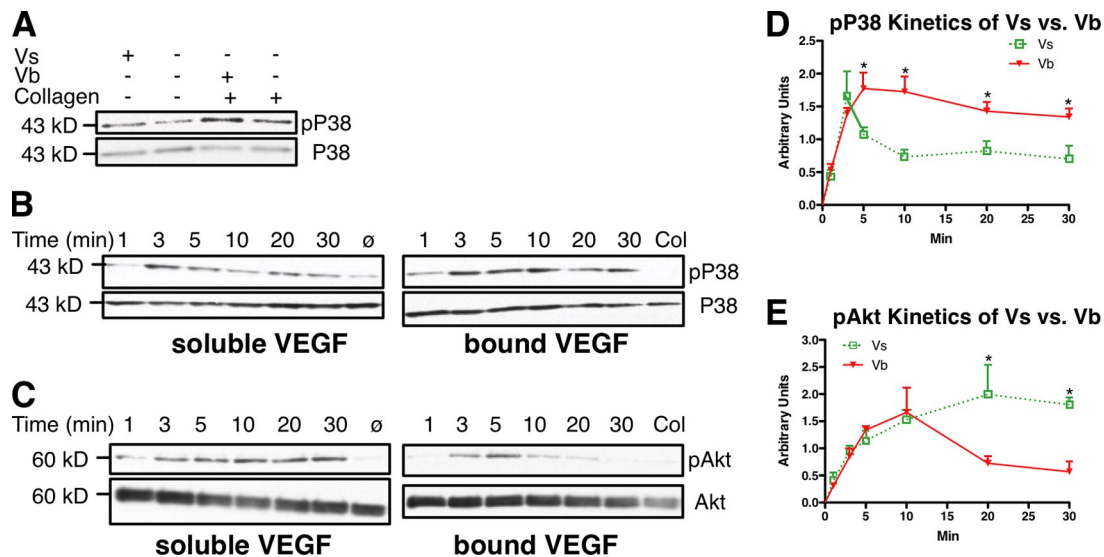 A
Vs + - - -
Vb - - + -
Collagen - - + +
43 kD pP38
43 kD P38
B
Time (min) 1 3 5 10 20 30 ø 1 3 5 10 20 30 Col
43 kD pP38
43 kD P38
soluble VEGF bound VEGF
C
Time (min) 1 3 5 10 20 30 ø 1 3 5 10 20 30 Col
60 kD pAkt
60 kD Akt
soluble VEGF bound VEGF
D pP38 Kinetics of Vs vs. Vb
Vs
Vb
Arbitrary Units
2.5
2.0
1.5
1.0
0.5
0.0
* * * *
0 5 10 15 20 25 30
Min
E pAkt Kinetics of Vs vs. Vb
Vs
Vb
Arbitrary Units
3.0
2.5
2.0
1.5
1.0
0.5
0.0
* *
0 5 10 15 20 25 30
Min